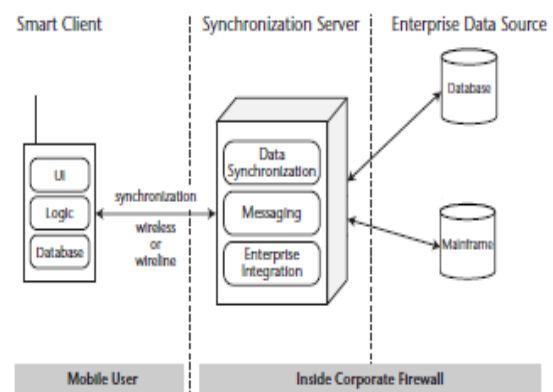 Smart Client
Synchronization Server
Enterprise Data Source
Database
UI
Logic
Database
synchronization
wireless
or
wireline
Data
Synchronization
Messaging
Enterprise
Integration
Mainframe
Mobile User
Inside Corporate Firewall